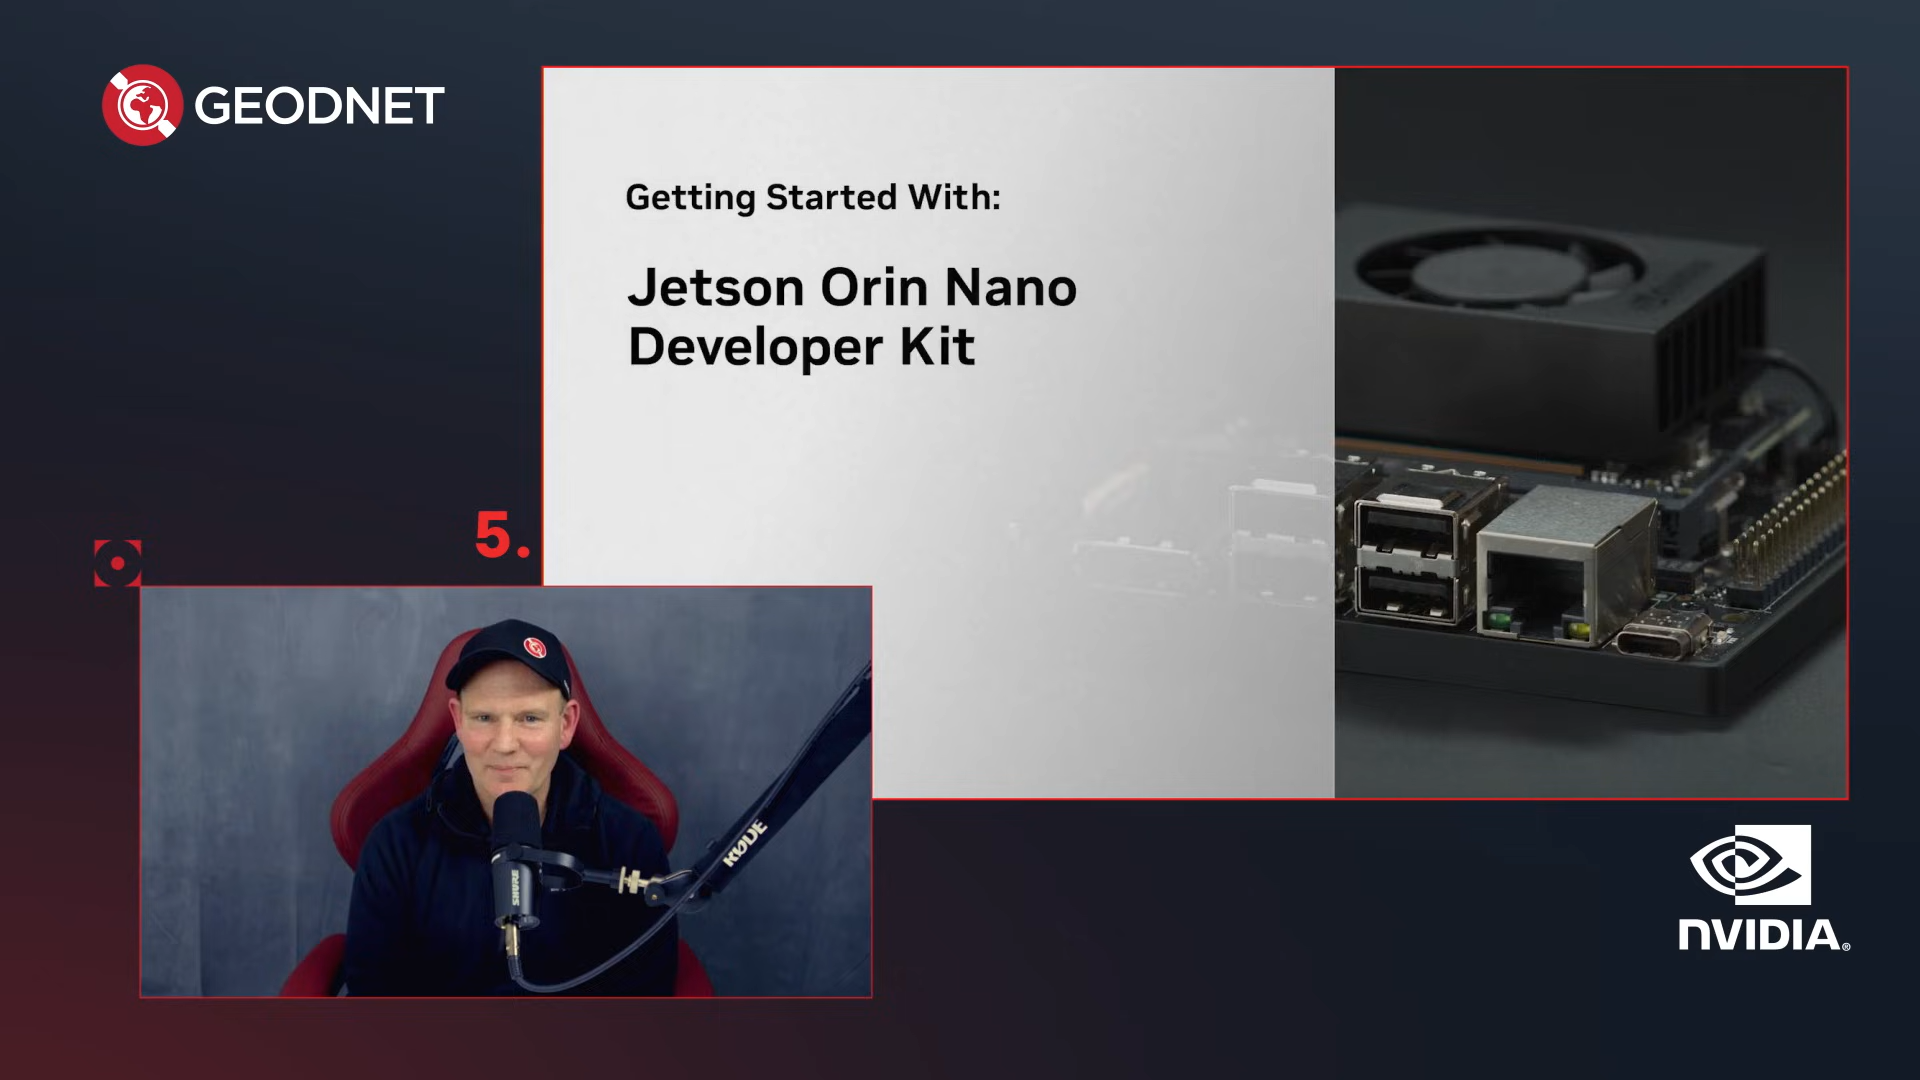 GEODNET
Getting Started With:
Jetson Orin Nano
Developer Kit
5.
RØDE
SHURE
NVIDIA®